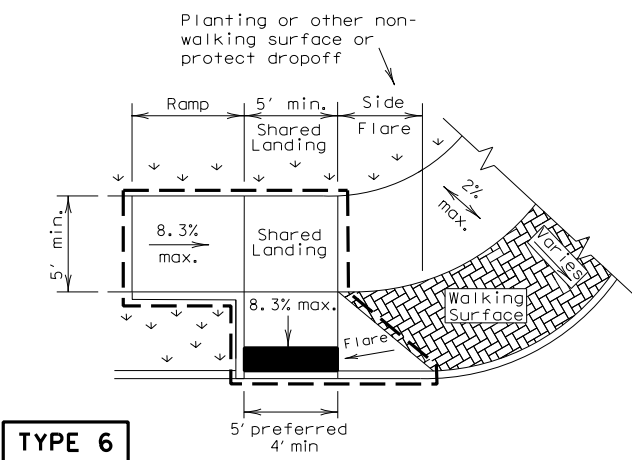 Planting or other non-
walking surface or
protect dropoff
Ramp
5' min.
Side
Shared
Landing
Flare
2%
max.
5' min.
8.3%
max.
Shared
Landing
Varies
8.3% max.
Walking
Surface
Flare
5' preferred
4' min
TYPE 6